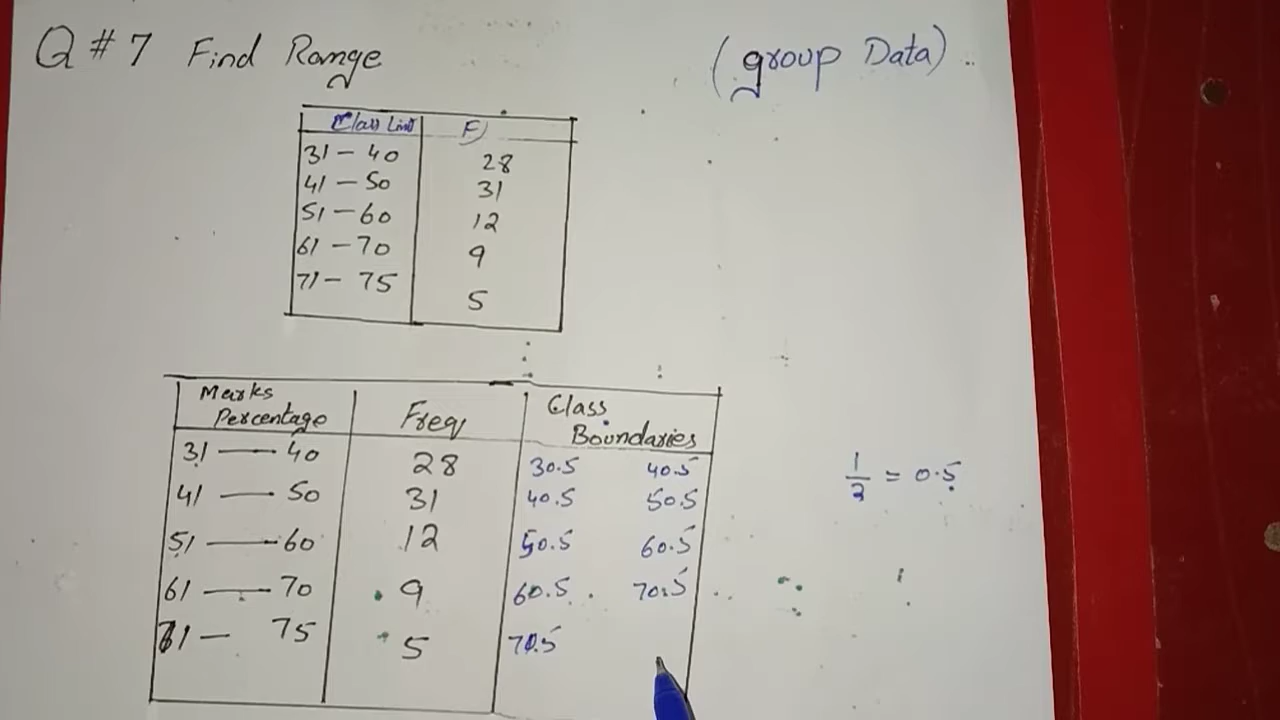 Q # 7 Find Range (group Data)
Class Limit F
31 – 40 28
41 – 50 31
51 – 60 12
61 – 70 9
71 – 75 5
Marks
Percentage Freq Class
Boundaries
31 — 40 28 30.5 40.5
41 — 50 31 40.5 50.5
51 — 60 12 50.5 60.5
61 — 70 9 60.5 70.5
71 — 75 5 70.5
1/2 = 0.5